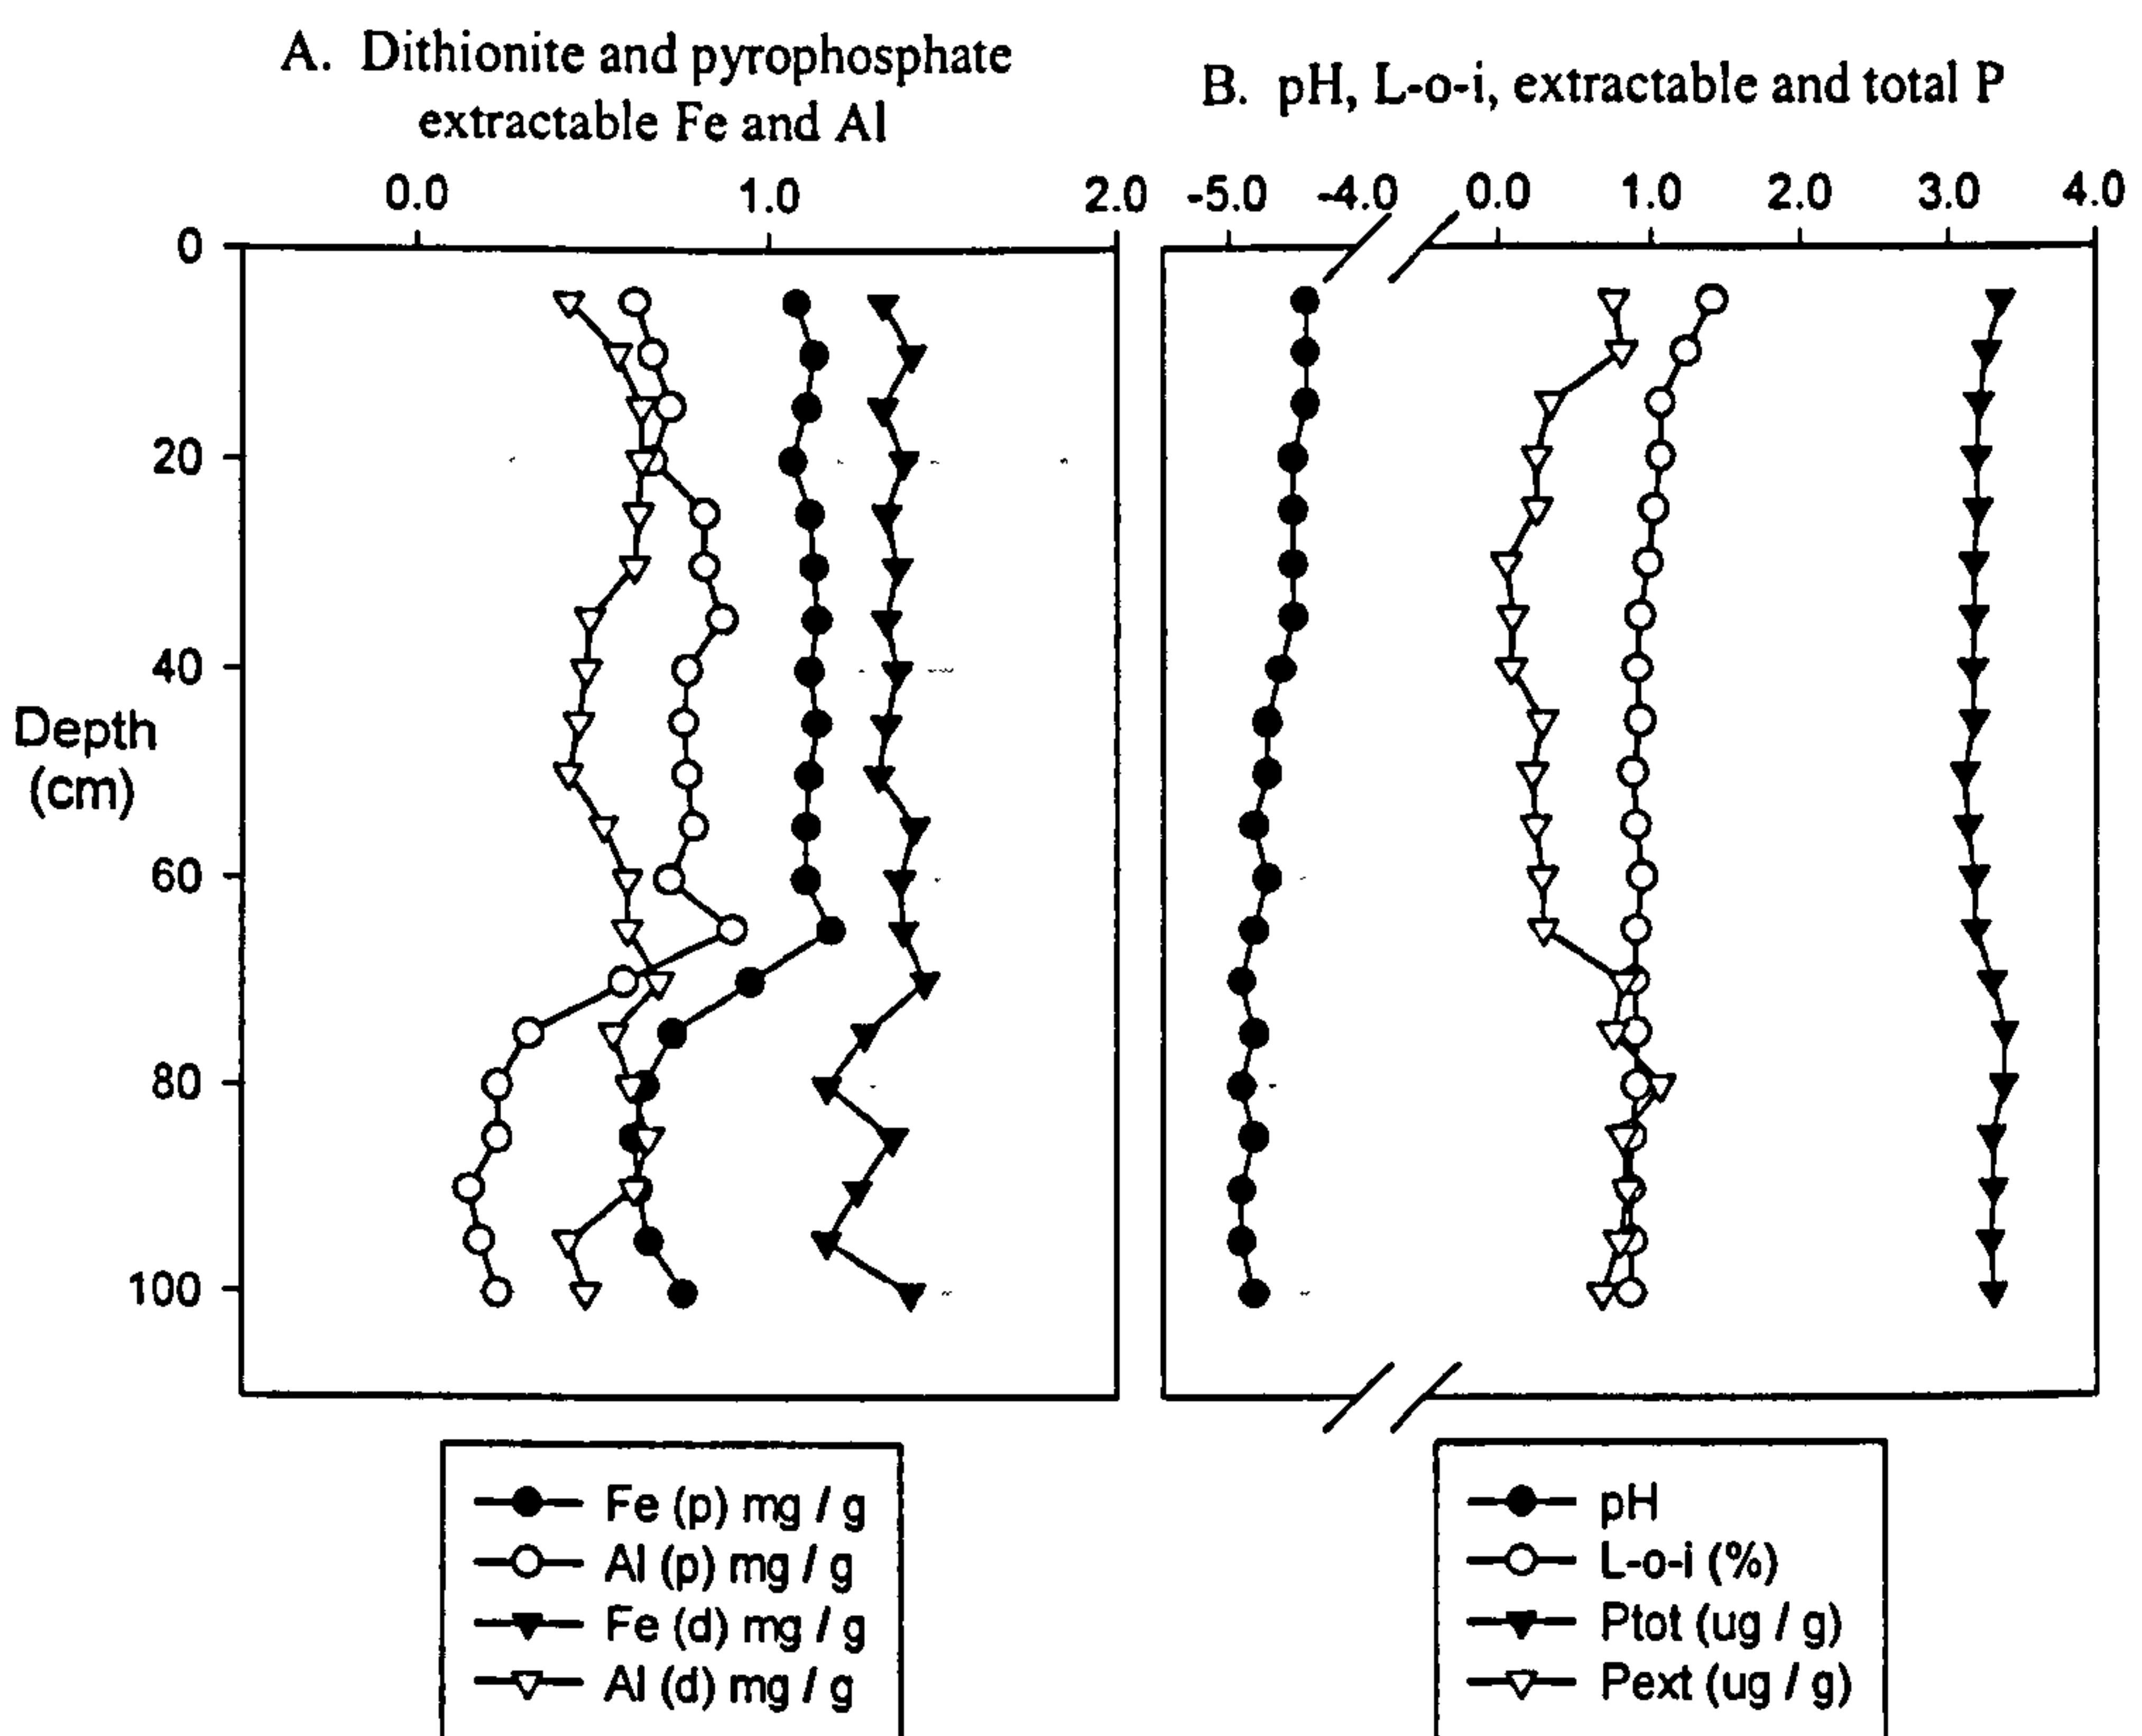 A. Dithionite and pyrophosphate
extractable Fe and Al
B. pH, L-o-i, extractable and total P
0.0 1.0 2.0
-5.0 -4.0 0.0 1.0 2.0 3.0 4.0
0
20
40
Depth
(cm)
60
80
100
Fe (p) mg / g
Al (p) mg / g
Fe (d) mg / g
Al (d) mg / g
pH
L-o-i (%)
Ptot (ug / g)
Pext (ug / g)